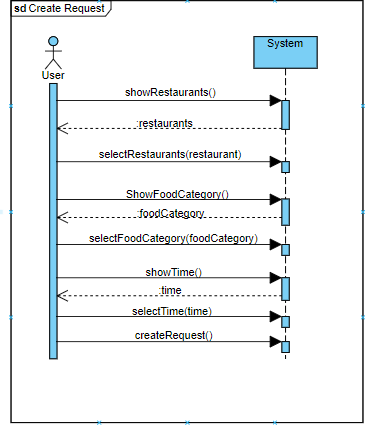 sd Create Request
System
User
showRestaurants()
:restaurants
selectRestaurants(restaurant)
ShowFoodCategory()
:foodCategory
selectFoodCategory(foodCategory)
showTime()
:time
selectTime(time)
createRequest()